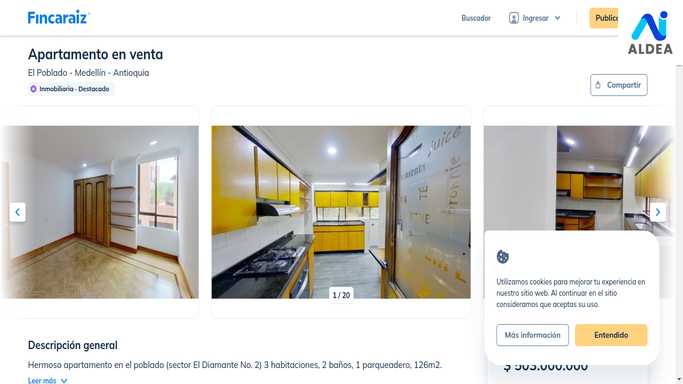 Fincaraiz
Buscador
Ingresar
Public
ALDEA
Apartamento en venta
El Poblado - Medellín - Antioquia
Inmobiliaria - Destacado
Compartir
juice
1 / 20
Utilizamos cookies para mejorar tu experiencia en
nuestro sitio web. Al continuar en el sitio
consideramos que aceptas su uso.
Más información
Entendido
$ 503.000.000
Descripción general
Hermoso apartamento en el poblado (sector El Diamante No. 2) 3 habitaciones, 2 baños, 1 parqueadero, 126m2.
Leer más